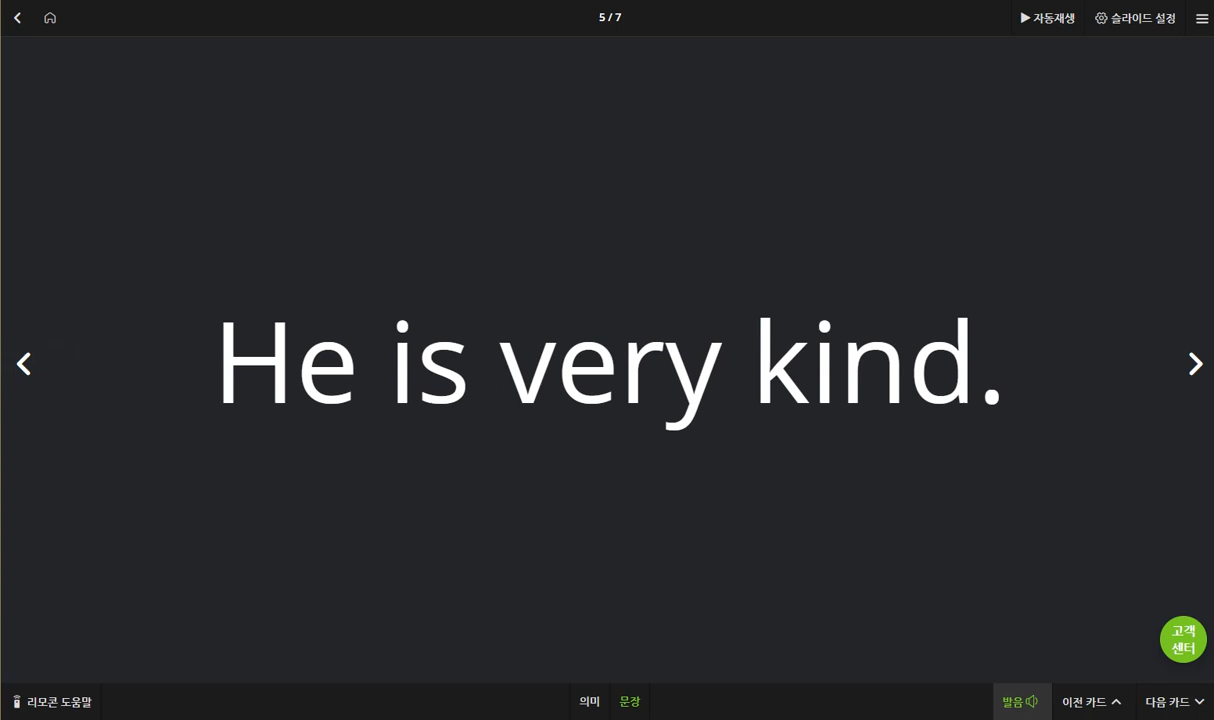 5 / 7
자동재생
슬라이드 설정
He is very kind.
고객
센터
리모콘 도움말
의미
문장
발음
이전 카드
다음 카드